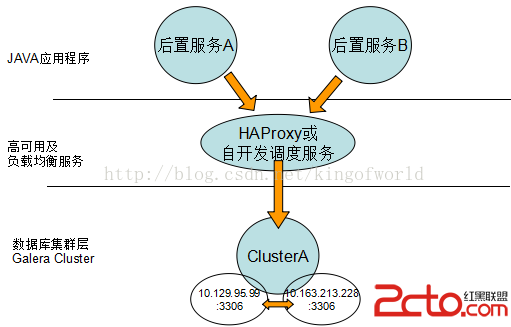 后置服务A
后置服务B
JAVA应用程序
HAProxy或
自开发调度服务
高可用及
负载均衡服务
http://blog.csdn.net/kingofworld
数据库集群层
Galera Cluster
ClusterA
10.129.95.99
:3306
10.163.213.228
:3306
2cto.com
红黑联盟